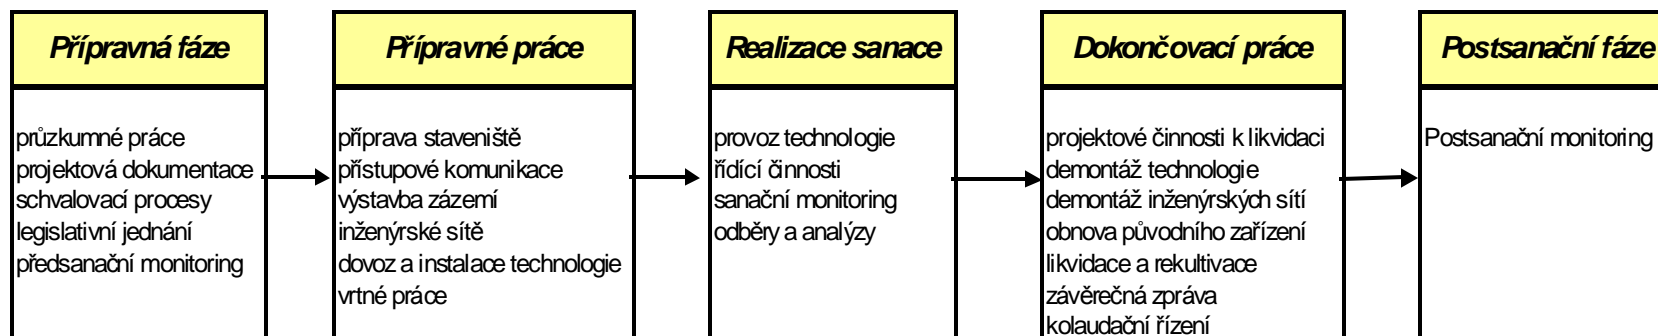 Přípravná fáze
průzkumné práce
projektová dokumentace
schvalovací procesy
legislativní jednání
předsanační monitoring
Přípravné práce
příprava staveniště
přístupové komunikace
výstavba zázemí
inženýrské sítě
dovoz a instalace technologie
vrtné práce
Realizace sanace
provoz technologie
řídící činnosti
sanační monitoring
odběry a analýzy
Dokončovací práce
projektové činnosti k likvidaci
demontáž technologie
demontáž inženýrských sítí
obnova původního zařízení
likvidace a rekultivace
závěrečná zpráva
kolaudační řízení
Postsanační fáze
Postsanační monitoring